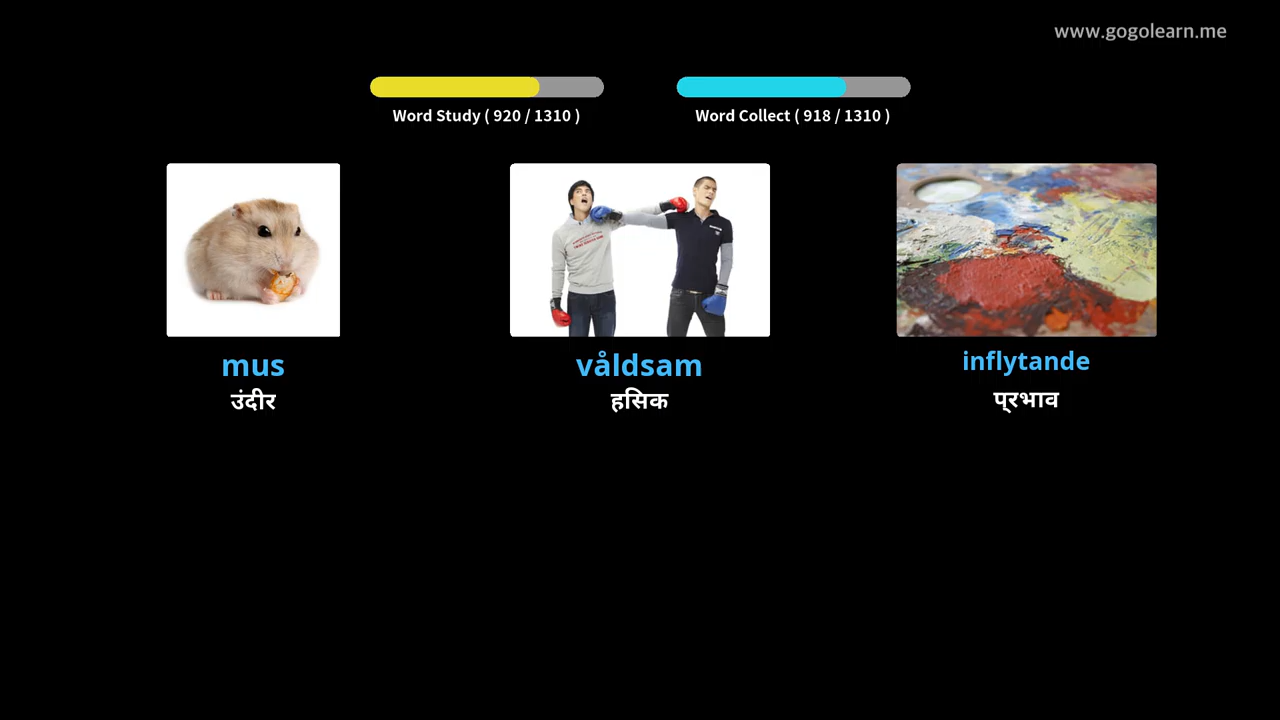 www.gogolearn.me
Word Study ( 920 / 1310 )
Word Collect ( 918 / 1310 )
mus
våldsam
inflytande
उंदीर
हसिक
प्रभाव